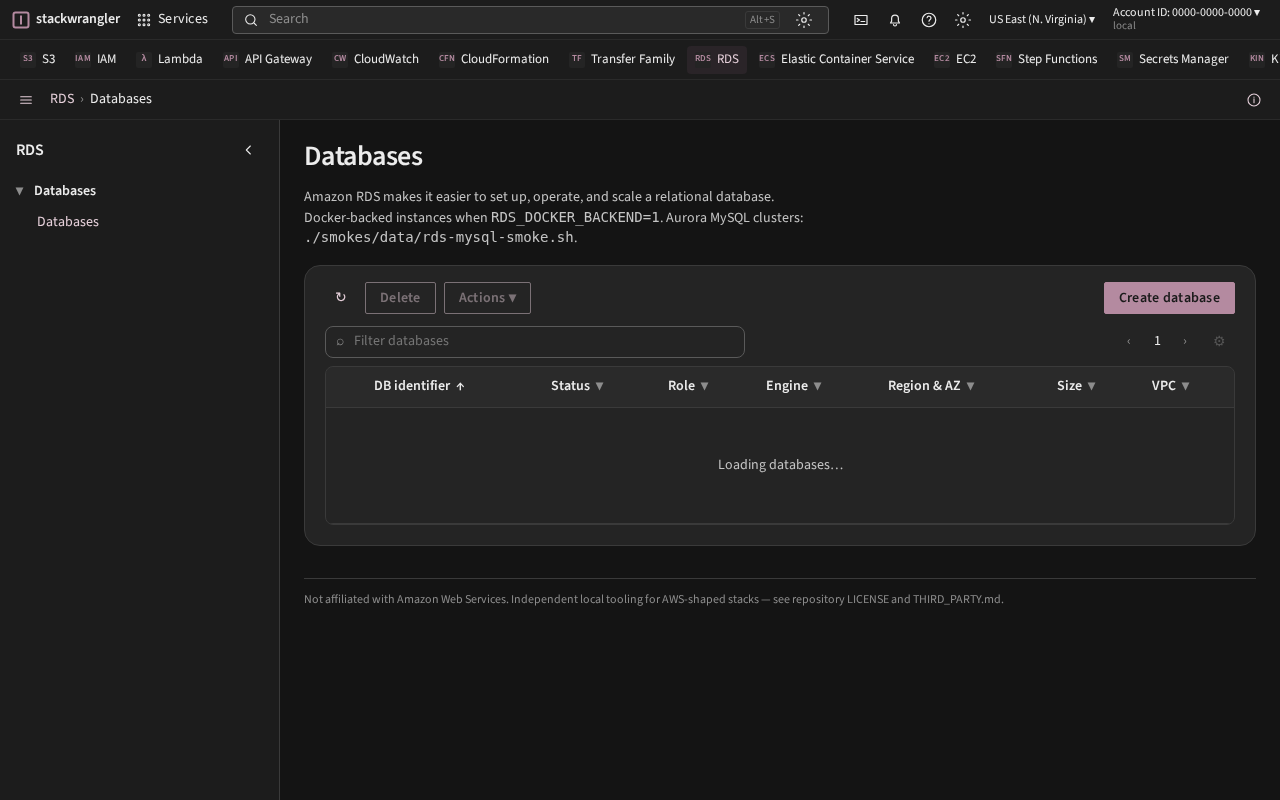 stackwrangler Services Search Alt+S US East (N. Virginia) ▾ Account ID: 0000-0000-0000 ▾
local
S3 S3 IAM IAM λ Lambda API API Gateway CW CloudWatch CFN CloudFormation TF Transfer Family RDS RDS ECS Elastic Container Service EC2 EC2 SFN Step Functions SM Secrets Manager KIN K
RDS › Databases
RDS
▼ Databases
Databases
Databases
Amazon RDS makes it easier to set up, operate, and scale a relational database.
Docker-backed instances when RDS_DOCKER_BACKEND=1. Aurora MySQL clusters:
./smokes/data/rds-mysql-smoke.sh.
↻ Delete Actions ▾ Create database
Filter databases ‹ 1 ›
DB identifier ↑ Status ▼ Role ▼ Engine ▼ Region & AZ ▼ Size ▼ VPC ▼
Loading databases…
Not affiliated with Amazon Web Services. Independent local tooling for AWS-shaped stacks — see repository LICENSE and THIRD_PARTY.md.